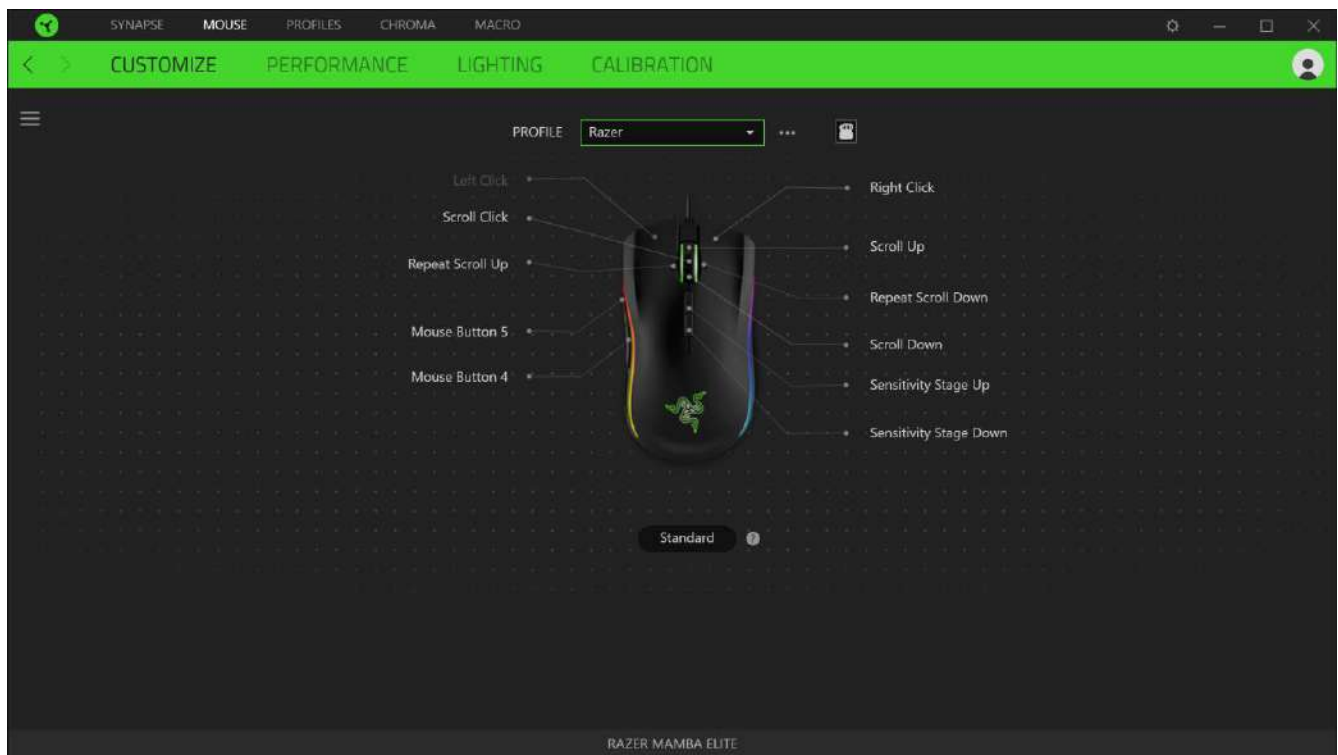 SYNAPSE MOUSE PROFILES CHROMA MACRO
CUSTOMIZE PERFORMANCE LIGHTING CALIBRATION
PROFILE Razer
Left Click
Scroll Click
Repeat Scroll Up
Mouse Button 5
Mouse Button 4
Right Click
Scroll Up
Repeat Scroll Down
Scroll Down
Sensitivity Stage Up
Sensitivity Stage Down
Standard ?
RAZER MAMBA ELITE